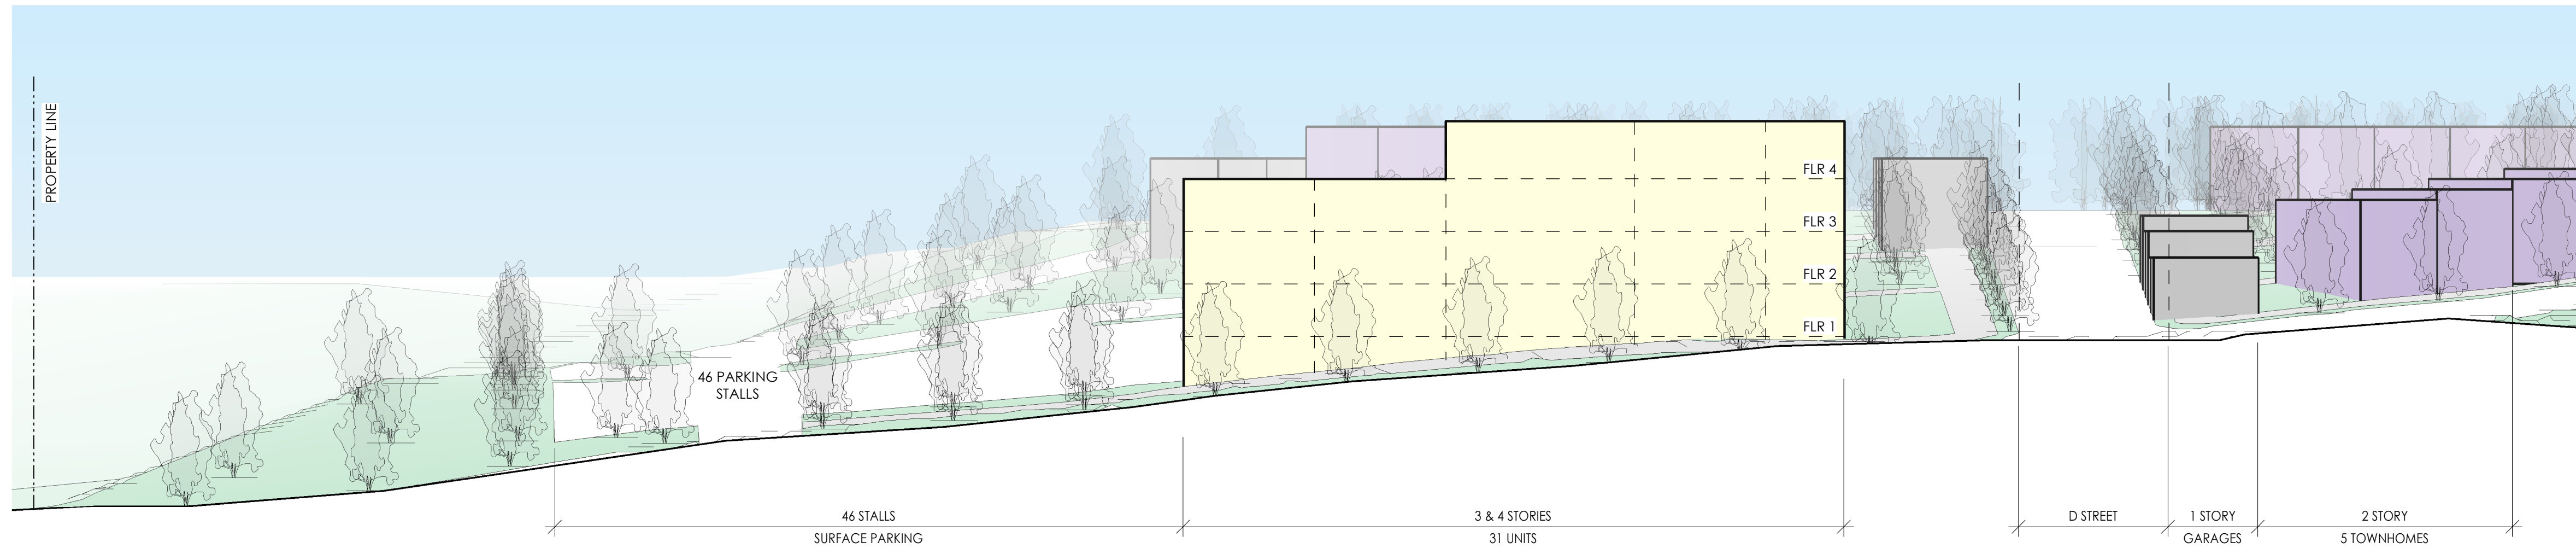 PROPERTY LINE
FLR 4
FLR 3
FLR 2
FLR 1
46 PARKING
STALLS
46 STALLS
SURFACE PARKING
3 & 4 STORIES
31 UNITS
D STREET
1 STORY
GARAGES
2 STORY
5 TOWNHOMES